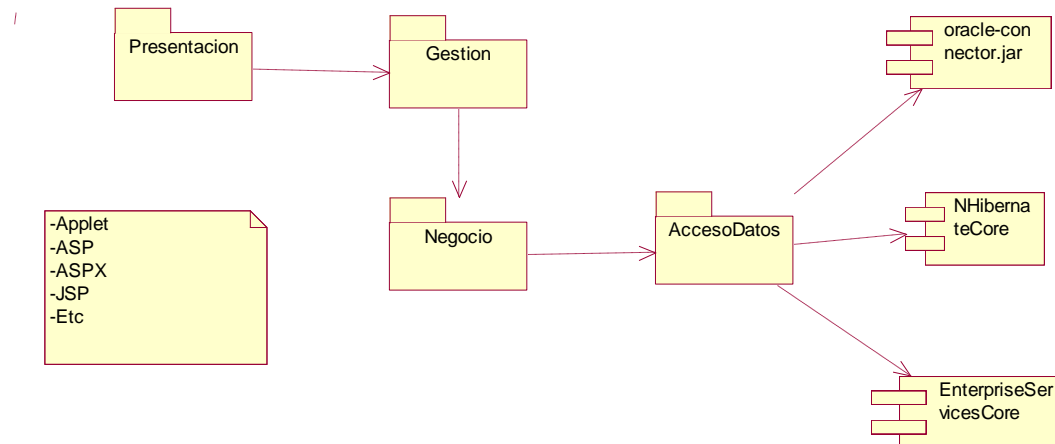 Presentacion
Gestion
oracle-con
nector.jar
-Applet
-ASP
-ASPX
-JSP
-Etc
Negocio
AccesoDatos
NHiberna
teCore
EnterpriseSer
vicesCore